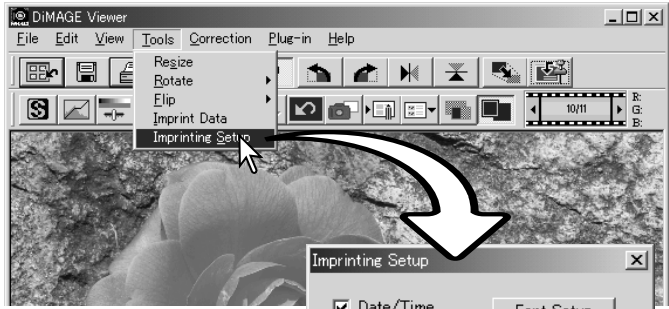 DiMAGE Viewer
File Edit View Tools Correction Plug-in Help
Resize
Rotate
Flip
Imprint Data
Imprinting Setup
10/11
R:
G:
B:
Imprinting Setup
Date/Time
Font Setup